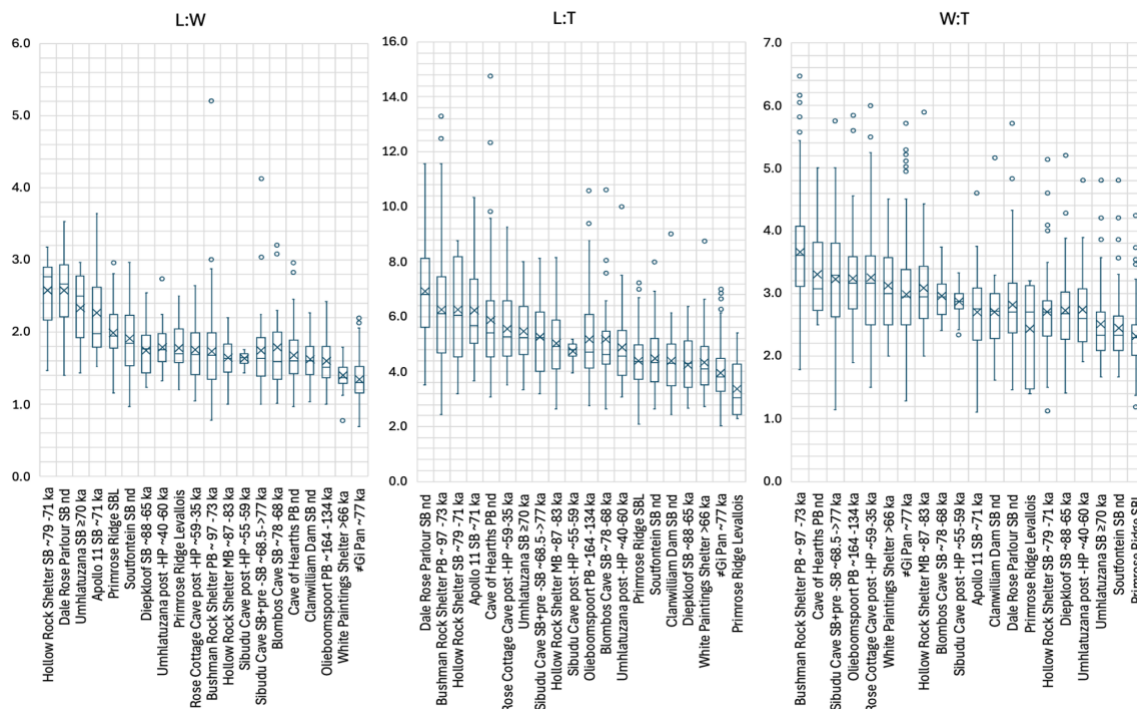 L:W
6.0
5.0
4.0
3.0
2.0
1.0
0.0
Hollow Rock Shelter SB ~79 -71 ka
Dale Rose Parlour SB nd
Umhlatuzana SB ≥70 ka
Apollo 11 SB ~71 ka
Primrose Ridge SBL
Soutfontein SB nd
Diepkloof SB ~88-65 ka
Umhlatuzana post -HP ~40 -60 ka
Primrose Ridge Levallois
Rose Cottage Cave post -HP ~59-35 ka
Bushman Rock Shelter PB ~ 97 -73 ka
Hollow Rock Shelter MB ~87 -83 ka
Sibudu Cave post -HP ~55-59 ka
Sibudu Cave SB+pre -SB ~68.5->77 ka
Blombos Cave SB ~78 -68 ka
Cave of Hearths PB nd
Clanwilliam Dam SB nd
Olieboomspoort PB ~164 -134 ka
White Paintings Shelter >66 ka
≠Gi Pan ~77 ka
L:T
16.0
14.0
12.0
10.0
8.0
6.0
4.0
2.0
0.0
Dale Rose Parlour SB nd
Bushman Rock Shelter PB ~ 97 -73 ka
Hollow Rock Shelter SB ~79 -71 ka
Apollo 11 SB ~71 ka
Cave of Hearths PB nd
Rose Cottage Cave post -HP ~59-35 ka
Umhlatuzana SB ≥70 ka
Sibudu Cave SB+pre -SB ~68.5 ->77 ka
Hollow Rock Shelter MB ~87 -83 ka
Sibudu Cave post -HP ~55-59 ka
Olieboomspoort PB ~164 -134 ka
Blombos Cave SB ~78 -68 ka
Umhlatuzana post -HP ~40-60 ka
Primrose Ridge SBL
Soutfontein SB nd
Clanwilliam Dam SB nd
Diepkloof SB ~88-65 ka
White Paintings Shelter >66 ka
≠Gi Pan ~77 ka
Primrose Ridge Levallois
W:T
7.0
6.0
5.0
4.0
3.0
2.0
1.0
0.0
Bushman Rock Shelter PB ~ 97 -73 ka
Cave of Hearths PB nd
Sibudu Cave SB+pre -SB ~68.5->77 ka
Olieboomspoort PB ~164 -134 ka
Rose Cottage Cave post -HP ~59-35 ka
White Paintings Shelter >66 ka
≠Gi Pan ~77 ka
Hollow Rock Shelter MB ~87 -83 ka
Blombos Cave SB ~78 -68 ka
Sibudu Cave post -HP ~55-59 ka
Apollo 11 SB ~71 ka
Clanwilliam Dam SB nd
Dale Rose Parlour SB nd
Primrose Ridge Levallois
Hollow Rock Shelter SB ~79 -71 ka
Diepkloof SB ~88-65 ka
Umhlatuzana post -HP ~40-60 ka
Umhlatuzana SB ≥70 ka
Soutfontein SB nd
Primrose Ridge SBL